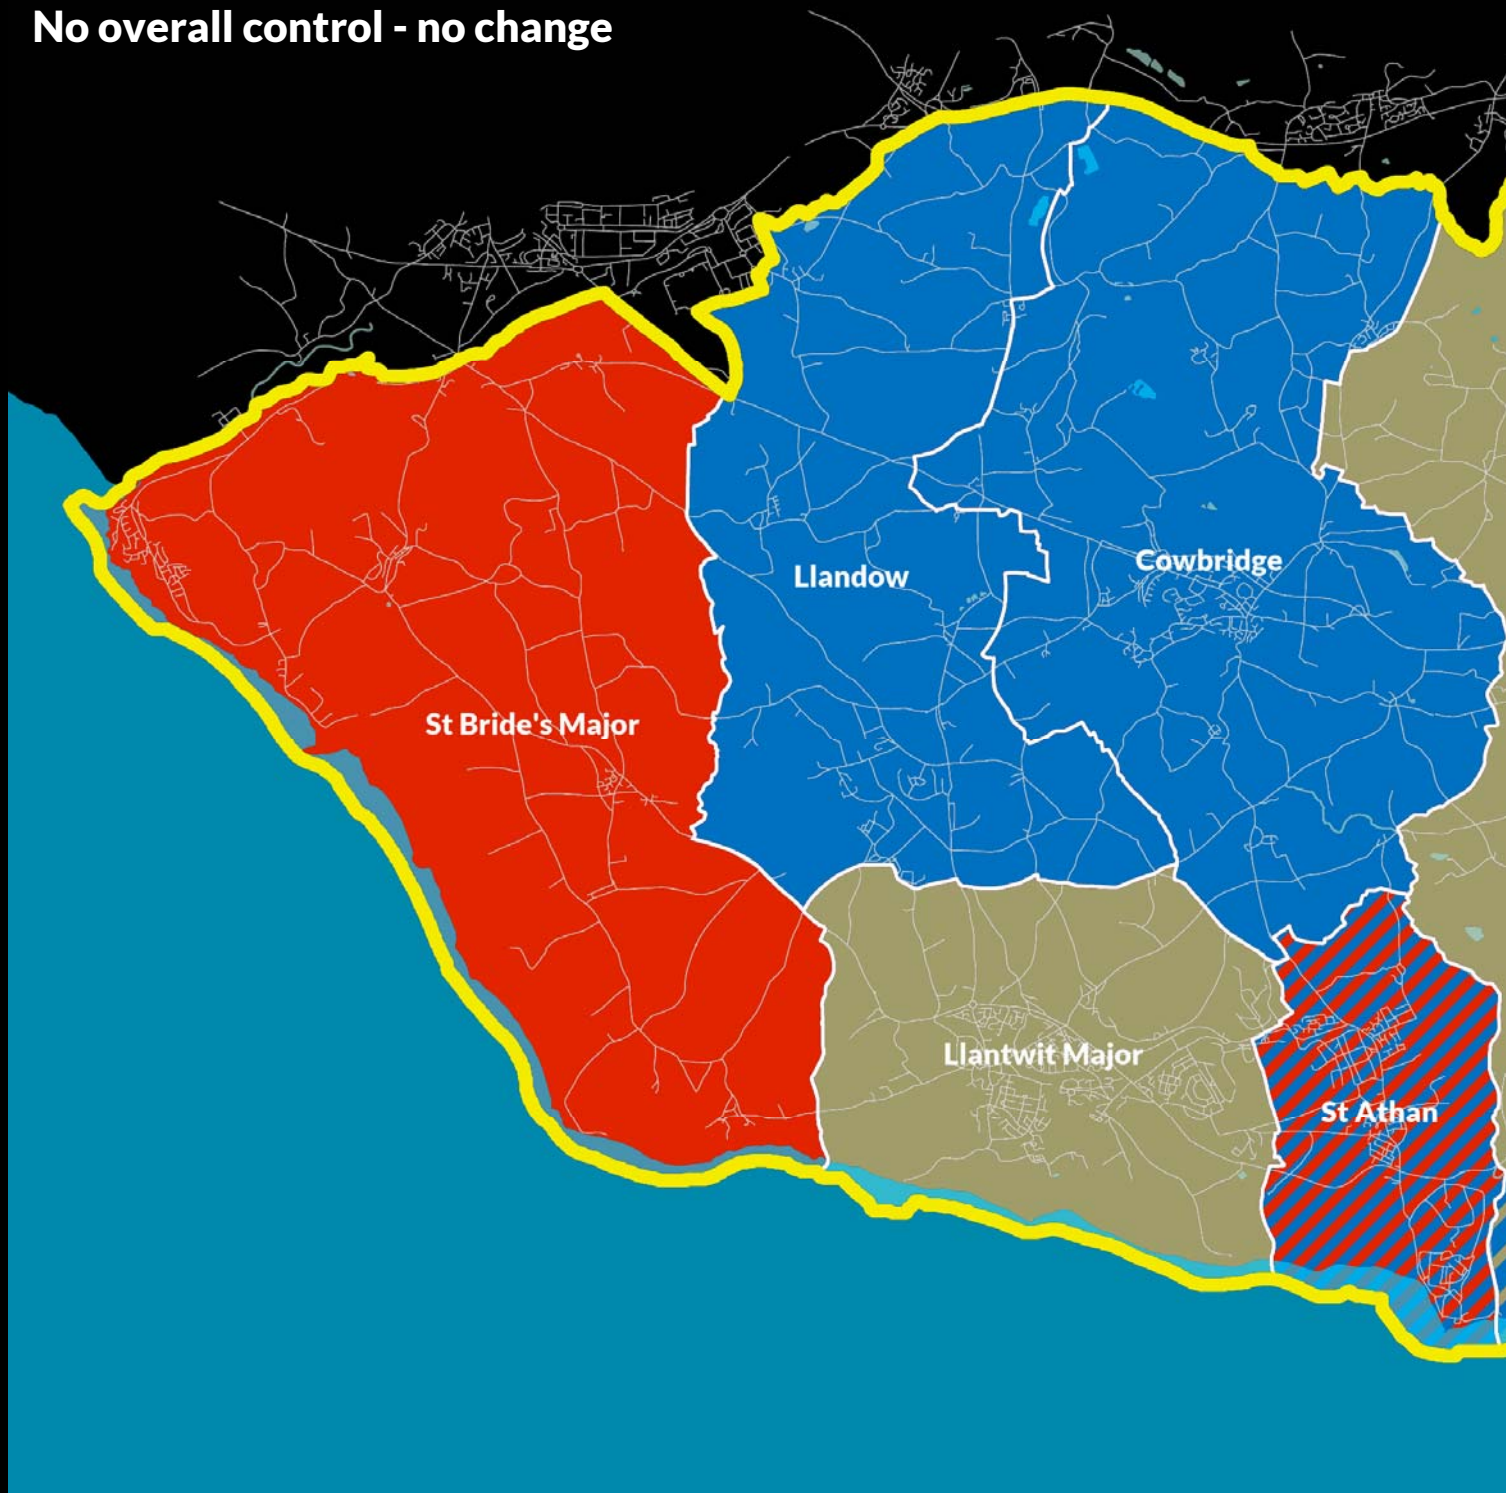 No overall control - no change
Cowbridge
Llandow
St Bride's Major
Llantwit Major
St Athan